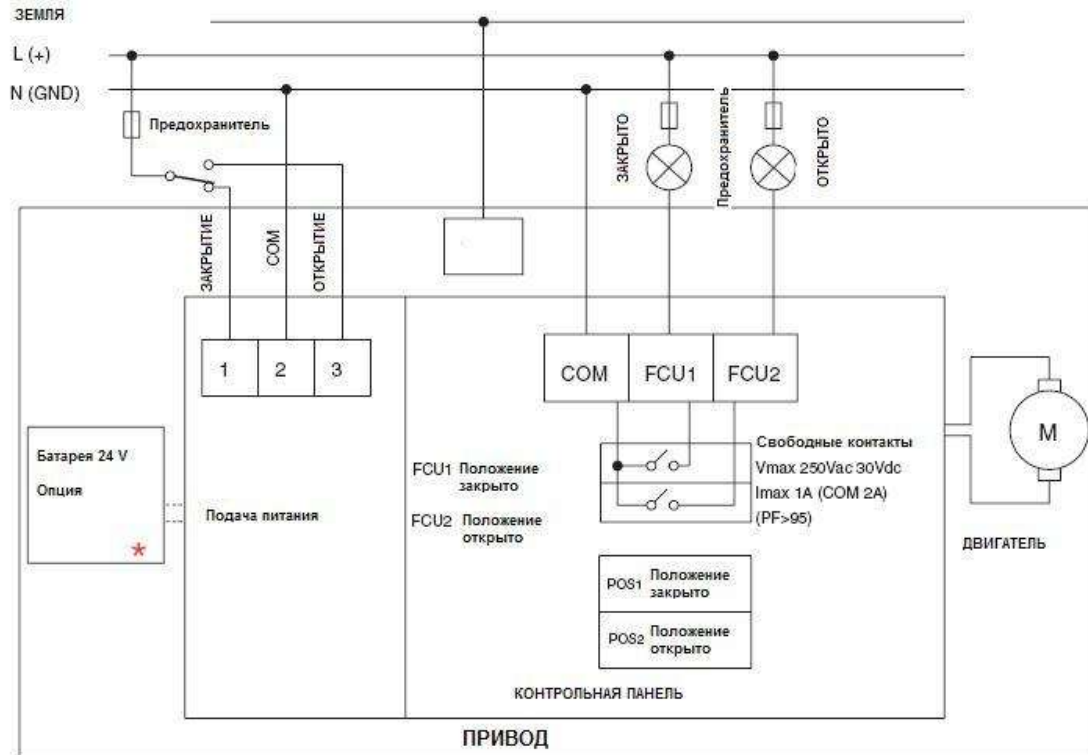 ЗЕМЛЯ
L (+)
N (GND)
Предохранитель
ЗАКРЫТО
Предохранитель
ОТКРЫТО
ЗАКРЫТИЕ
COM
ОТКРЫТИЕ
1 2 3
COM FCU1 FCU2
M
Батарея 24 V
Опция
*
Подача питания
FCU1 Положение
закрыто
FCU2 Положение
открыто
Свободные контакты
Vmax 250Vac 30Vdc
Imax 1A (COM 2A)
(PF>95)
ДВИГАТЕЛЬ
POS1 Положение
закрыто
POS2 Положение
открыто
КОНТРОЛЬНАЯ ПАНЕЛЬ
ПРИВОД